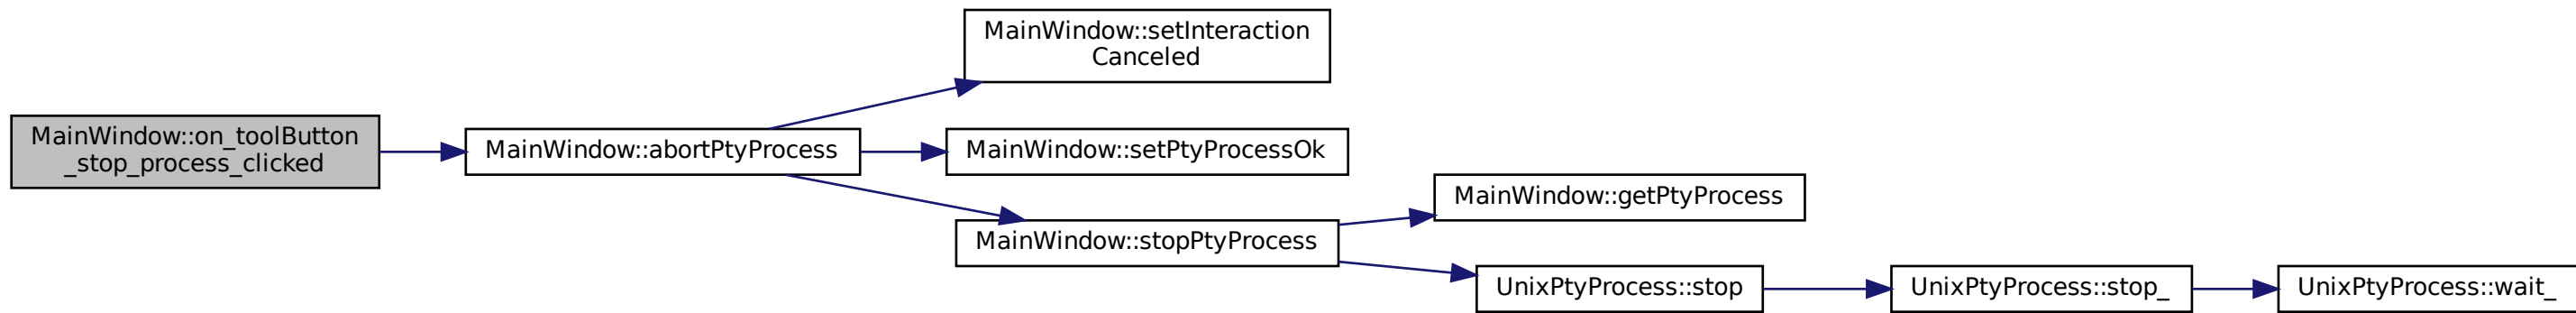 MainWindow::on_toolButton
_stop_process_clicked
MainWindow::abortPtyProcess
MainWindow::setInteraction
Canceled
MainWindow::setPtyProcessOk
MainWindow::stopPtyProcess
MainWindow::getPtyProcess
UnixPtyProcess::stop
UnixPtyProcess::stop_
UnixPtyProcess::wait_